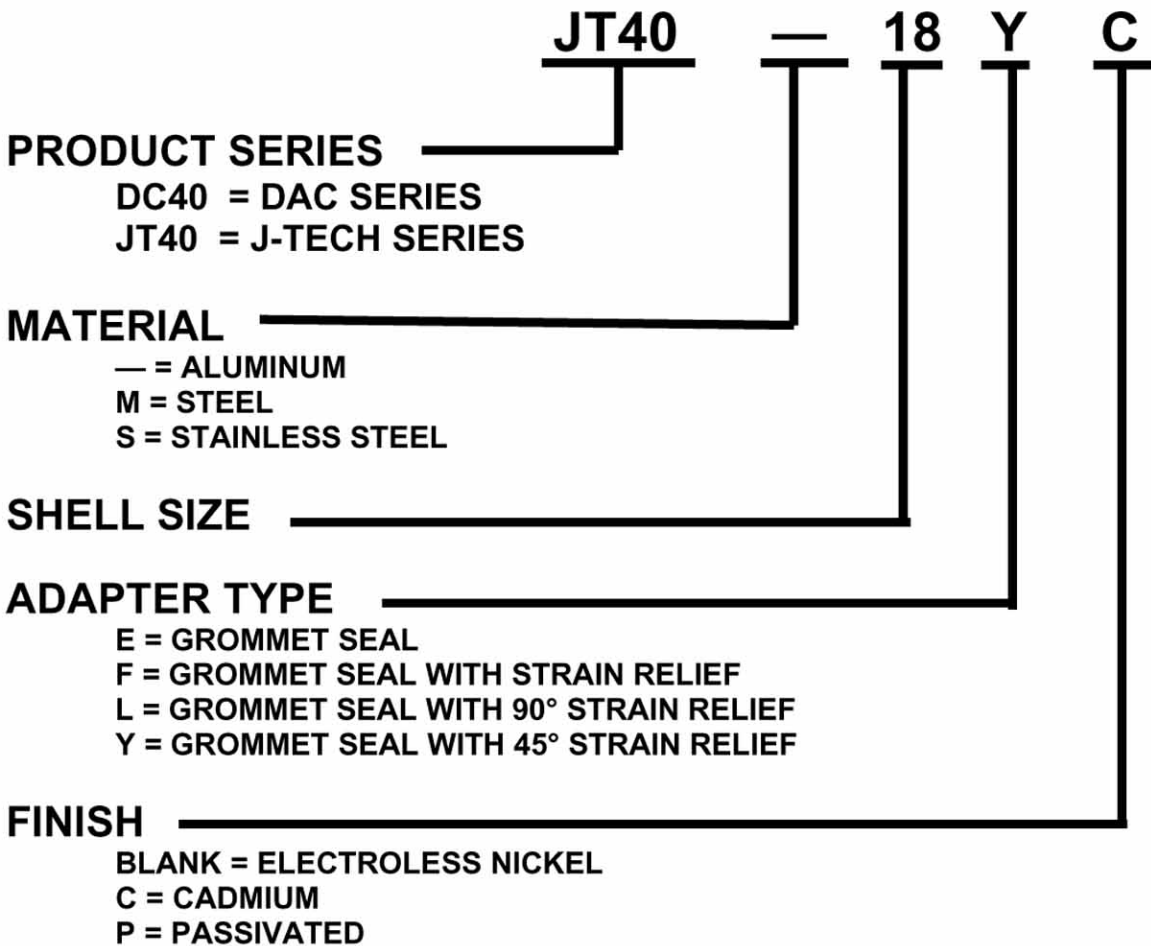 JT40 — 18 Y C
PRODUCT SERIES
DC40 = DAC SERIES
JT40 = J-TECH SERIES
MATERIAL
— = ALUMINUM
M = STEEL
S = STAINLESS STEEL
SHELL SIZE
ADAPTER TYPE
E = GROMMET SEAL
F = GROMMET SEAL WITH STRAIN RELIEF
L = GROMMET SEAL WITH 90° STRAIN RELIEF
Y = GROMMET SEAL WITH 45° STRAIN RELIEF
FINISH
BLANK = ELECTROLESS NICKEL
C = CADMIUM
P = PASSIVATED